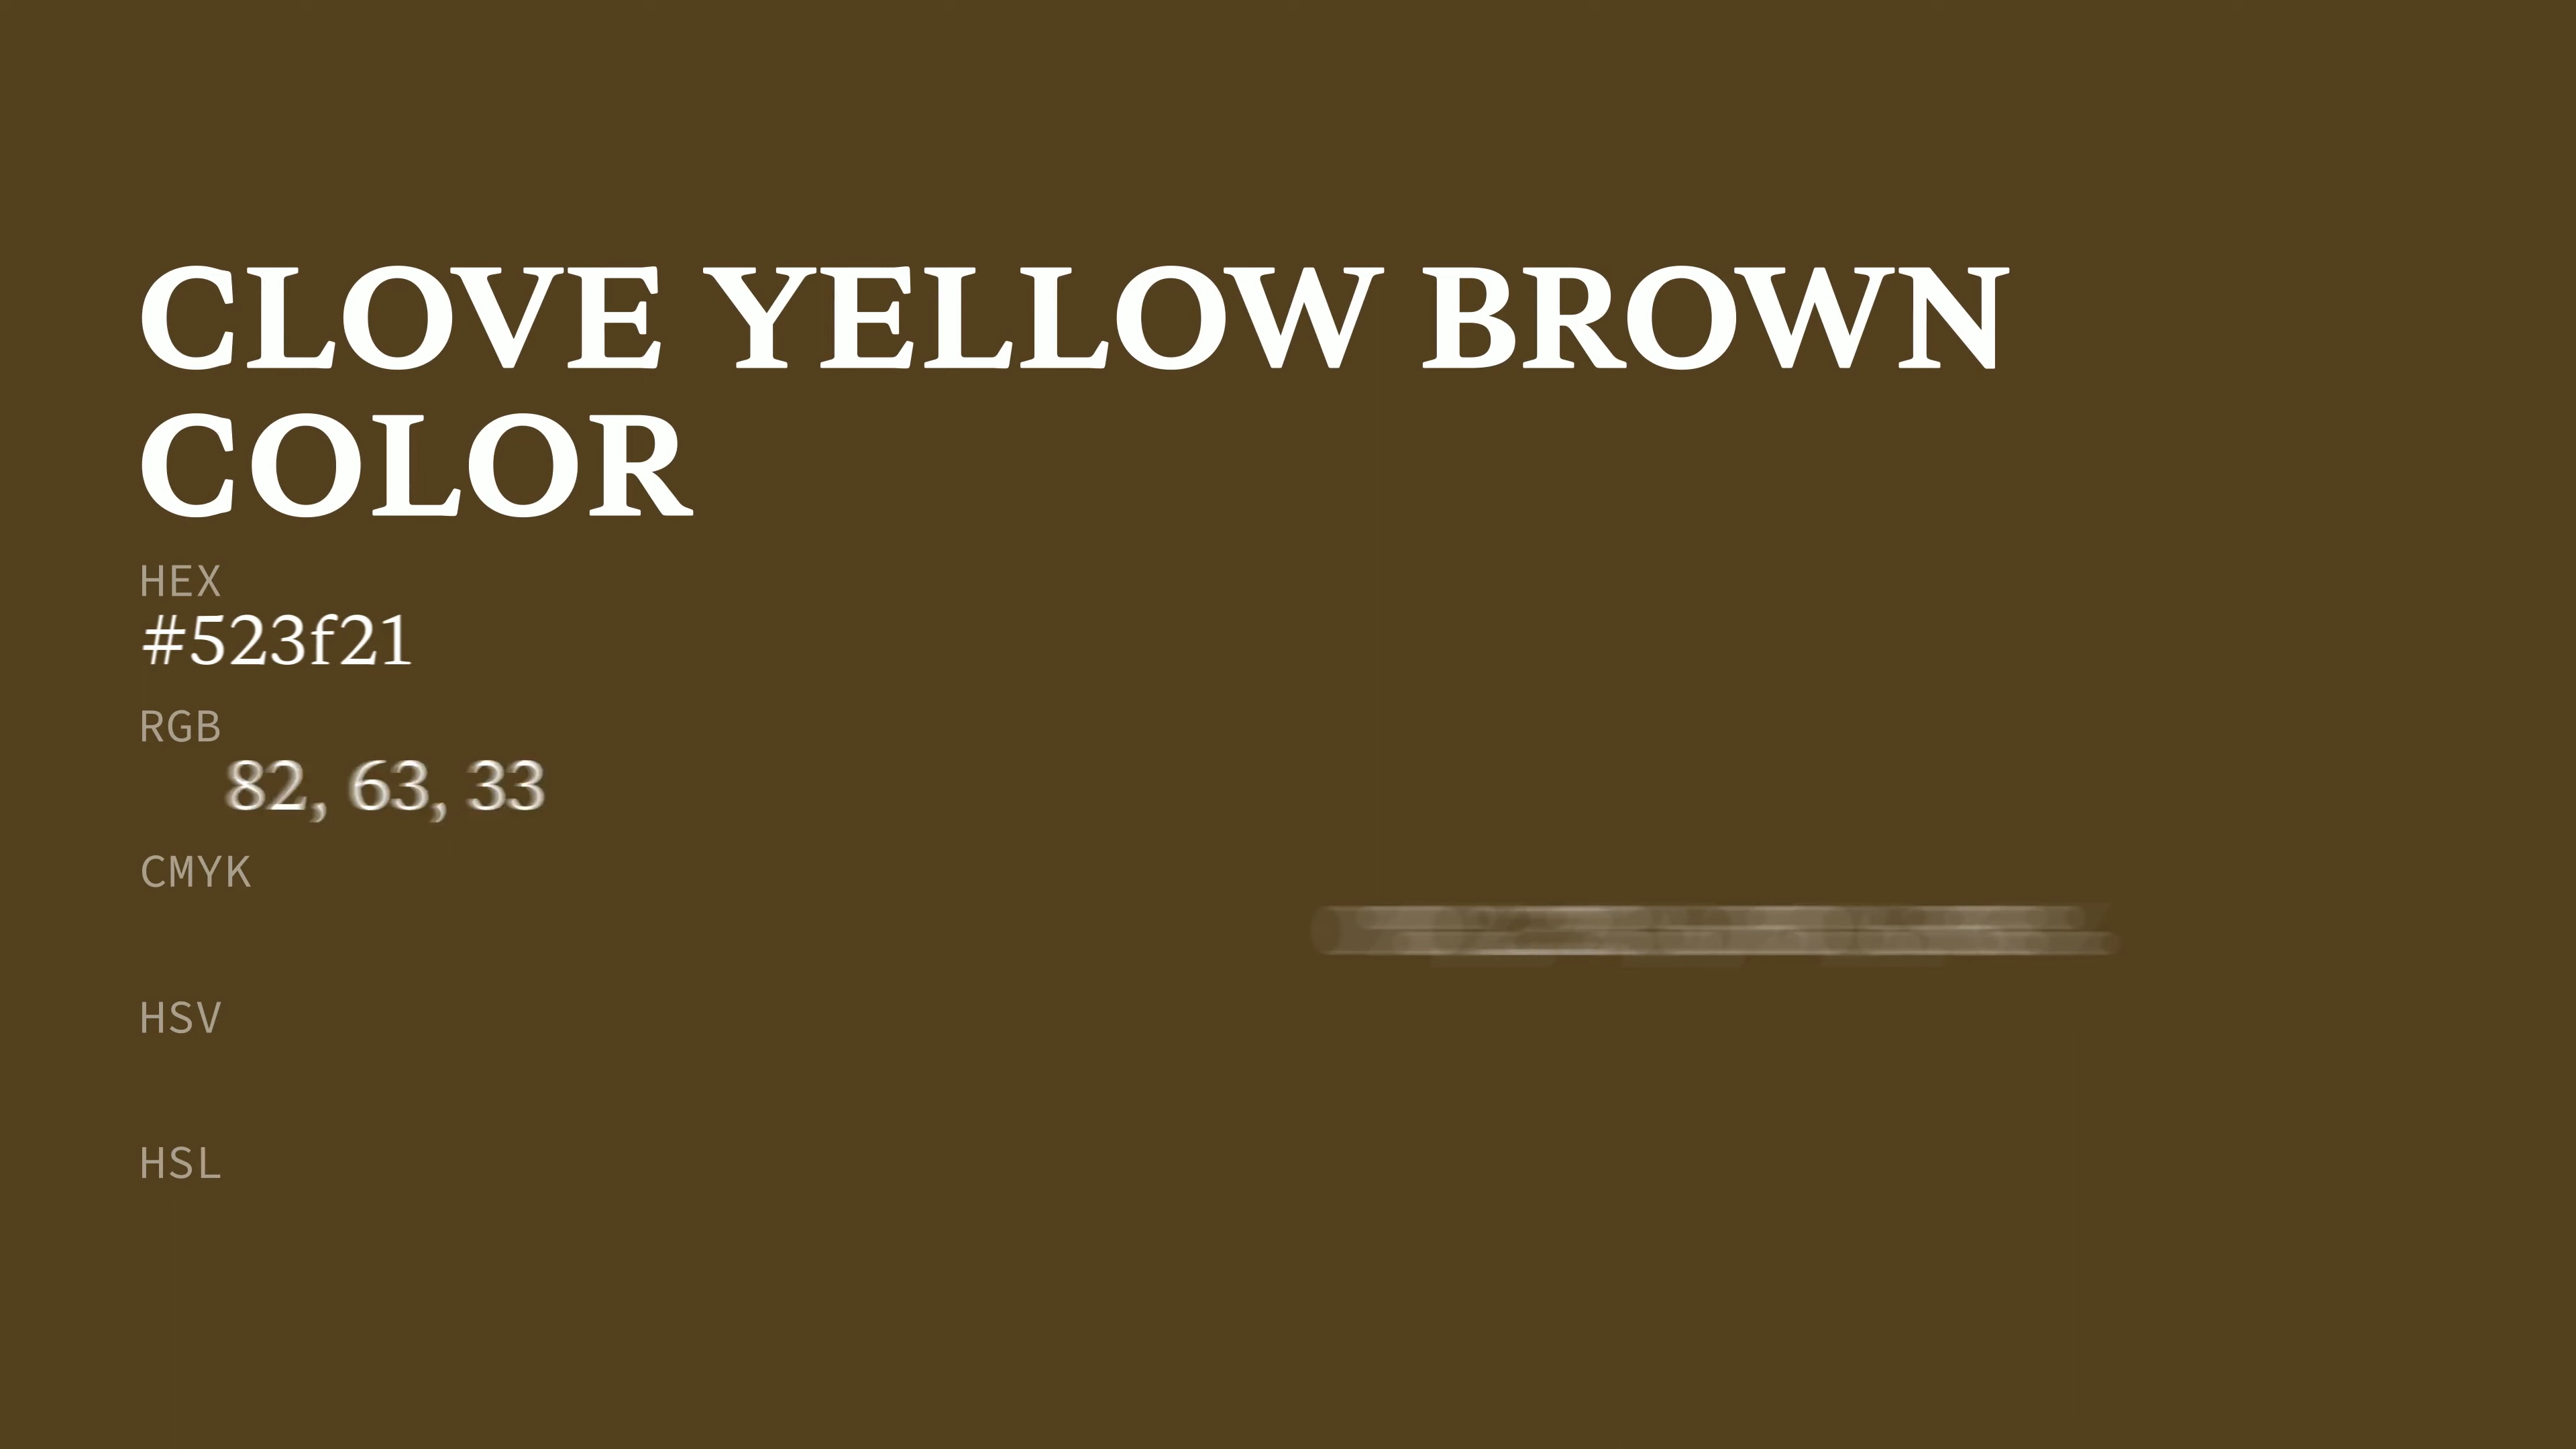 CLOVE YELLOW BROWN
COLOR
HEX
#523f21
RGB
82, 63, 33
CMYK
HSV
HSL